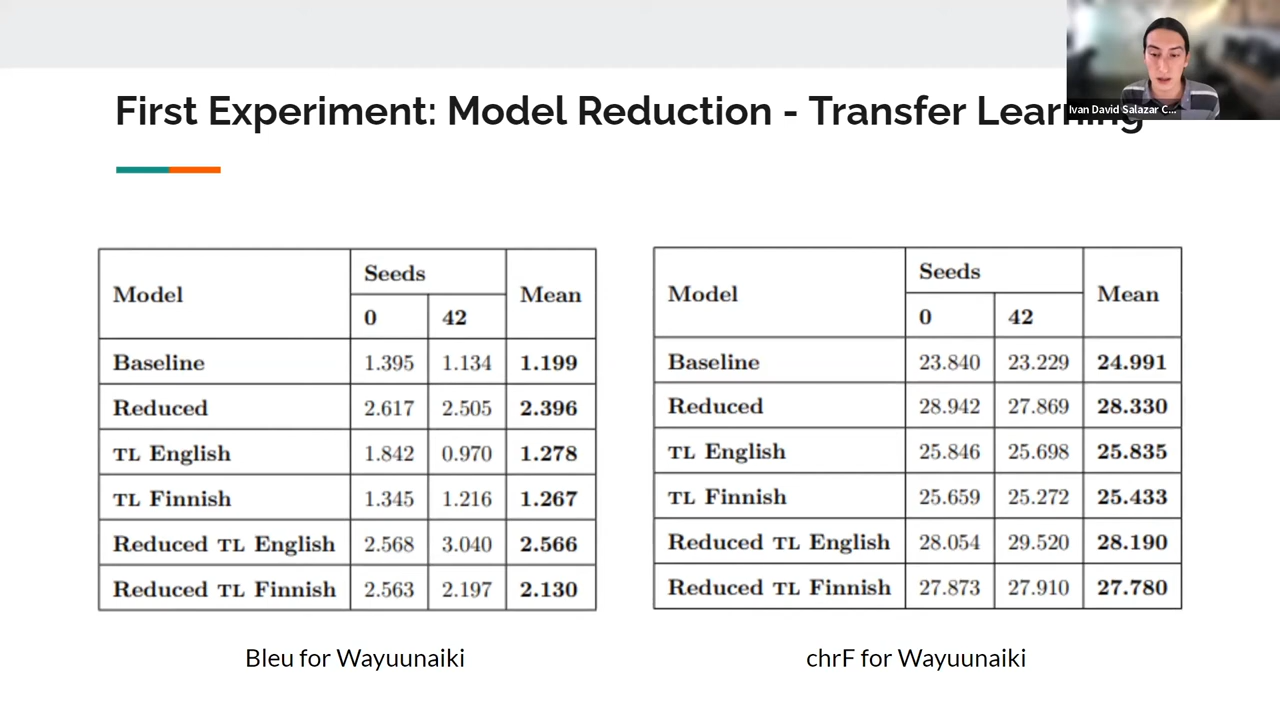 First Experiment: Model Reduction - Transfer Learning
Ivan David Salazar C...
Model Seeds Mean
0 42
Baseline 1.395 1.134 1.199
Reduced 2.617 2.505 2.396
TL English 1.842 0.970 1.278
TL Finnish 1.345 1.216 1.267
Reduced TL English 2.568 3.040 2.566
Reduced TL Finnish 2.563 2.197 2.130
Bleu for Wayuunaiki
Model Seeds Mean
0 42
Baseline 23.840 23.229 24.991
Reduced 28.942 27.869 28.330
TL English 25.846 25.698 25.835
TL Finnish 25.659 25.272 25.433
Reduced TL English 28.054 29.520 28.190
Reduced TL Finnish 27.873 27.910 27.780
chrF for Wayuunaiki